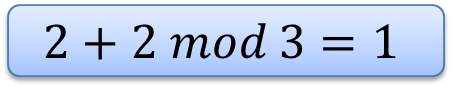 2 + 2 mod 3 = 1